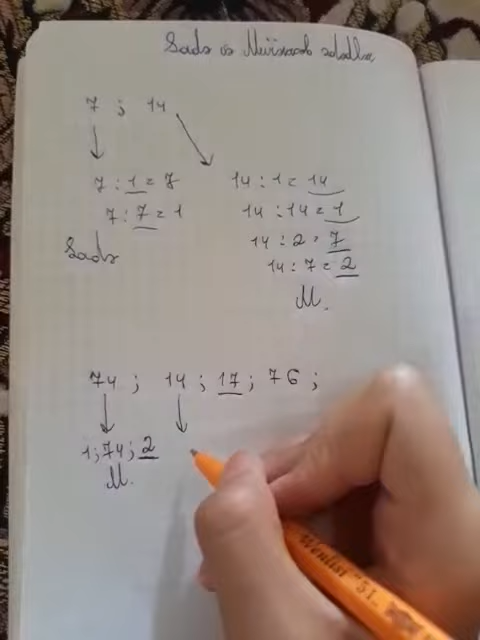 Sadə və Mürəkkəb ədədlər
7 ; 14
7 : 1 = 7
14 : 1 = 14
7 : 7 = 1
14 : 14 = 1
14 : 2 = 7
Sadə
14 : 7 = 2
M.
74 ; 14 ; 17 ; 76 ;
1 ; 74 ; 2
M.